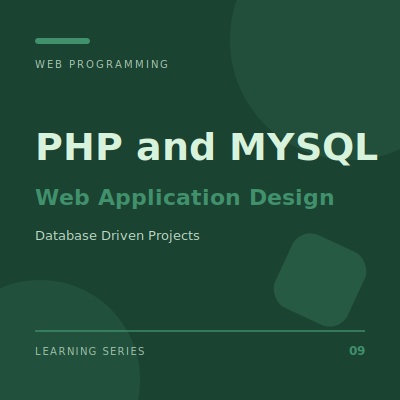 WEB PROGRAMMING
PHP and MYSQL
Web Application Design
Database Driven Projects
LEARNING SERIES
09